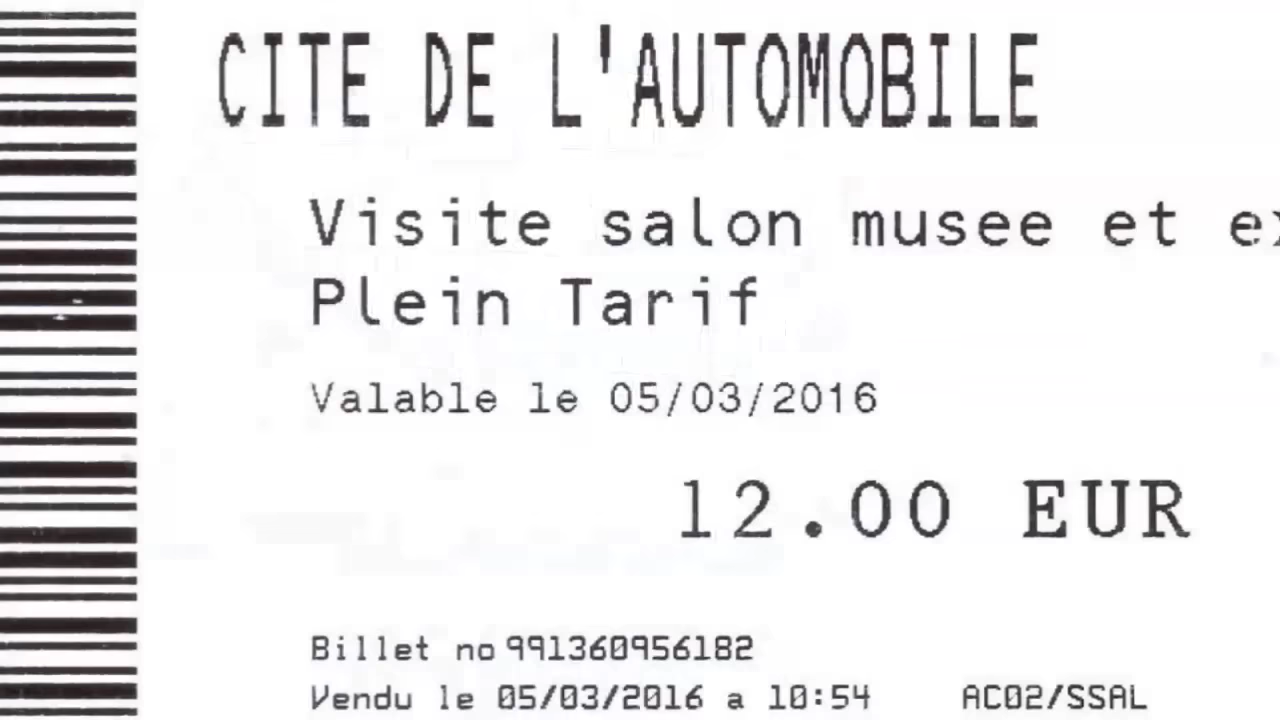 CITE DE L'AUTOMOBILE
Visite salon musee et
Plein Tarif
Valable le 05/03/2016
12.00 EUR
Billet no 991360956182
Vendu le 05/03/2016 a 10:54 AC02/SSAL